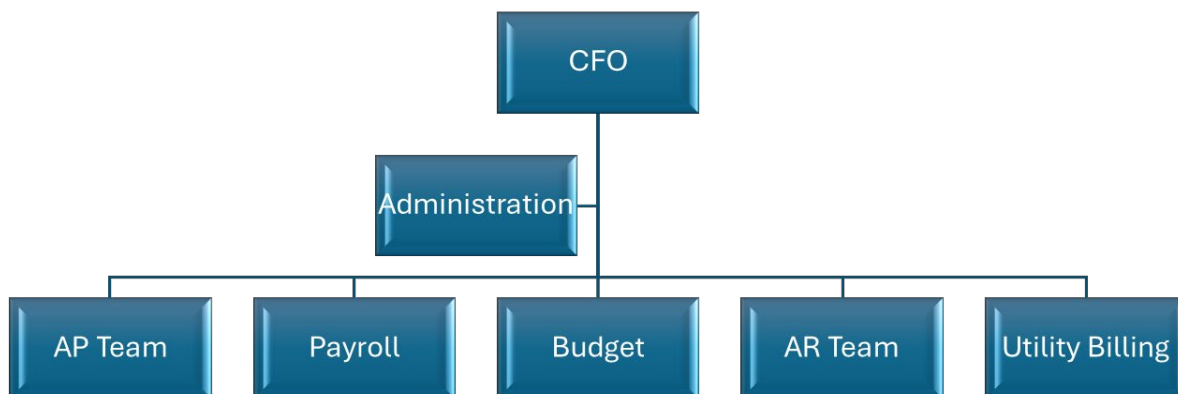 CFO
Administration
AP Team
Payroll
Budget
AR Team
Utility Billing